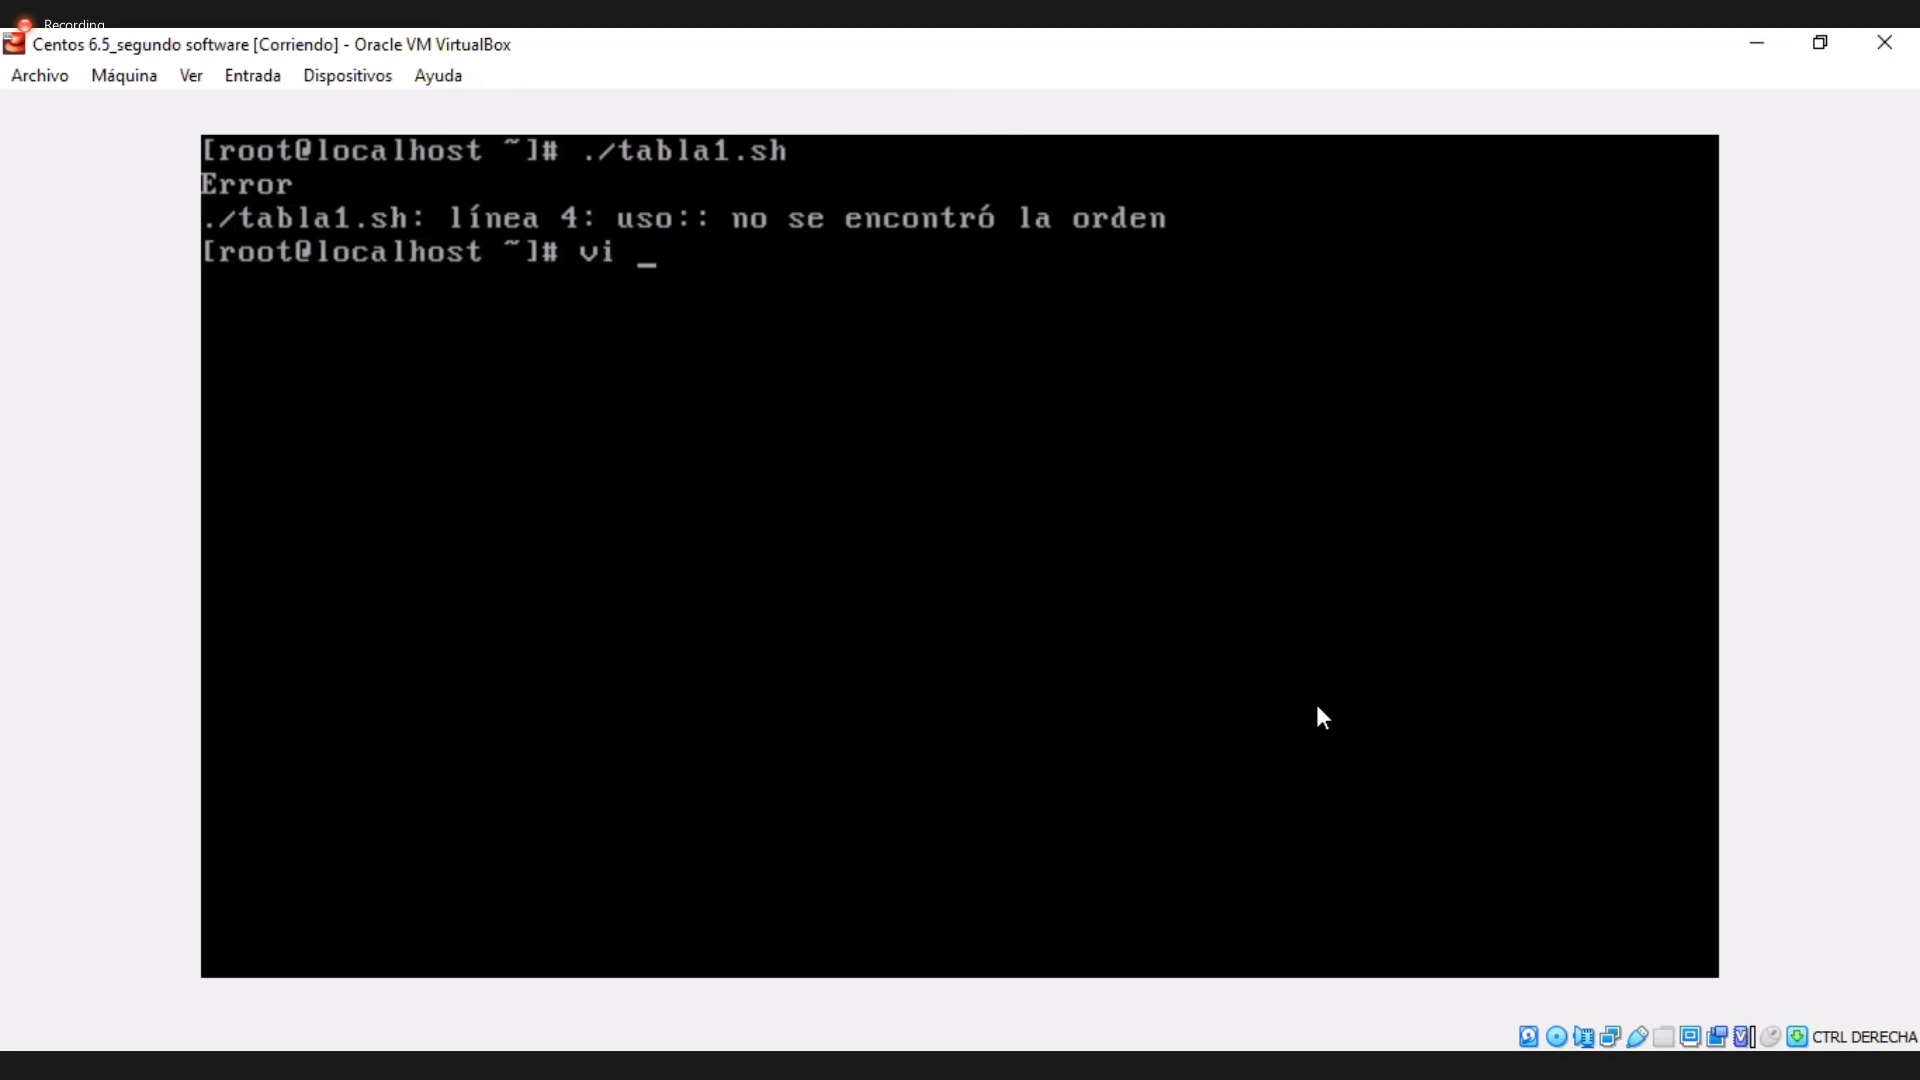 Recording
Centos 6.5_segundo software [Corriendo] - Oracle VM VirtualBox
Archivo Máquina Ver Entrada Dispositivos Ayuda
[root@localhost ~]# ./tabla1.sh
Error
./tabla1.sh: línea 4: uso:: no se encontró la orden
[root@localhost ~]# vi _
CTRL DERECHA